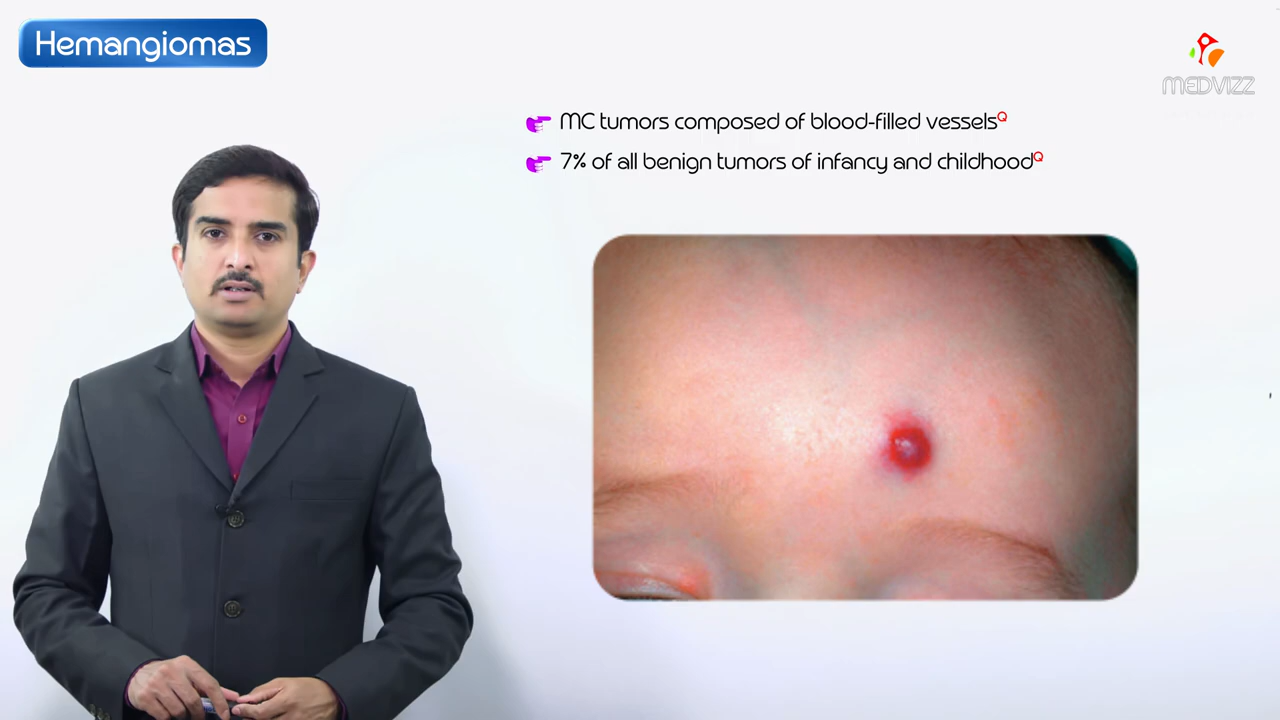 Hemangiomas
MEDVIZZ
MC tumors composed of blood-filled vesselsQ
7% of all benign tumors of infancy and childhoodQ